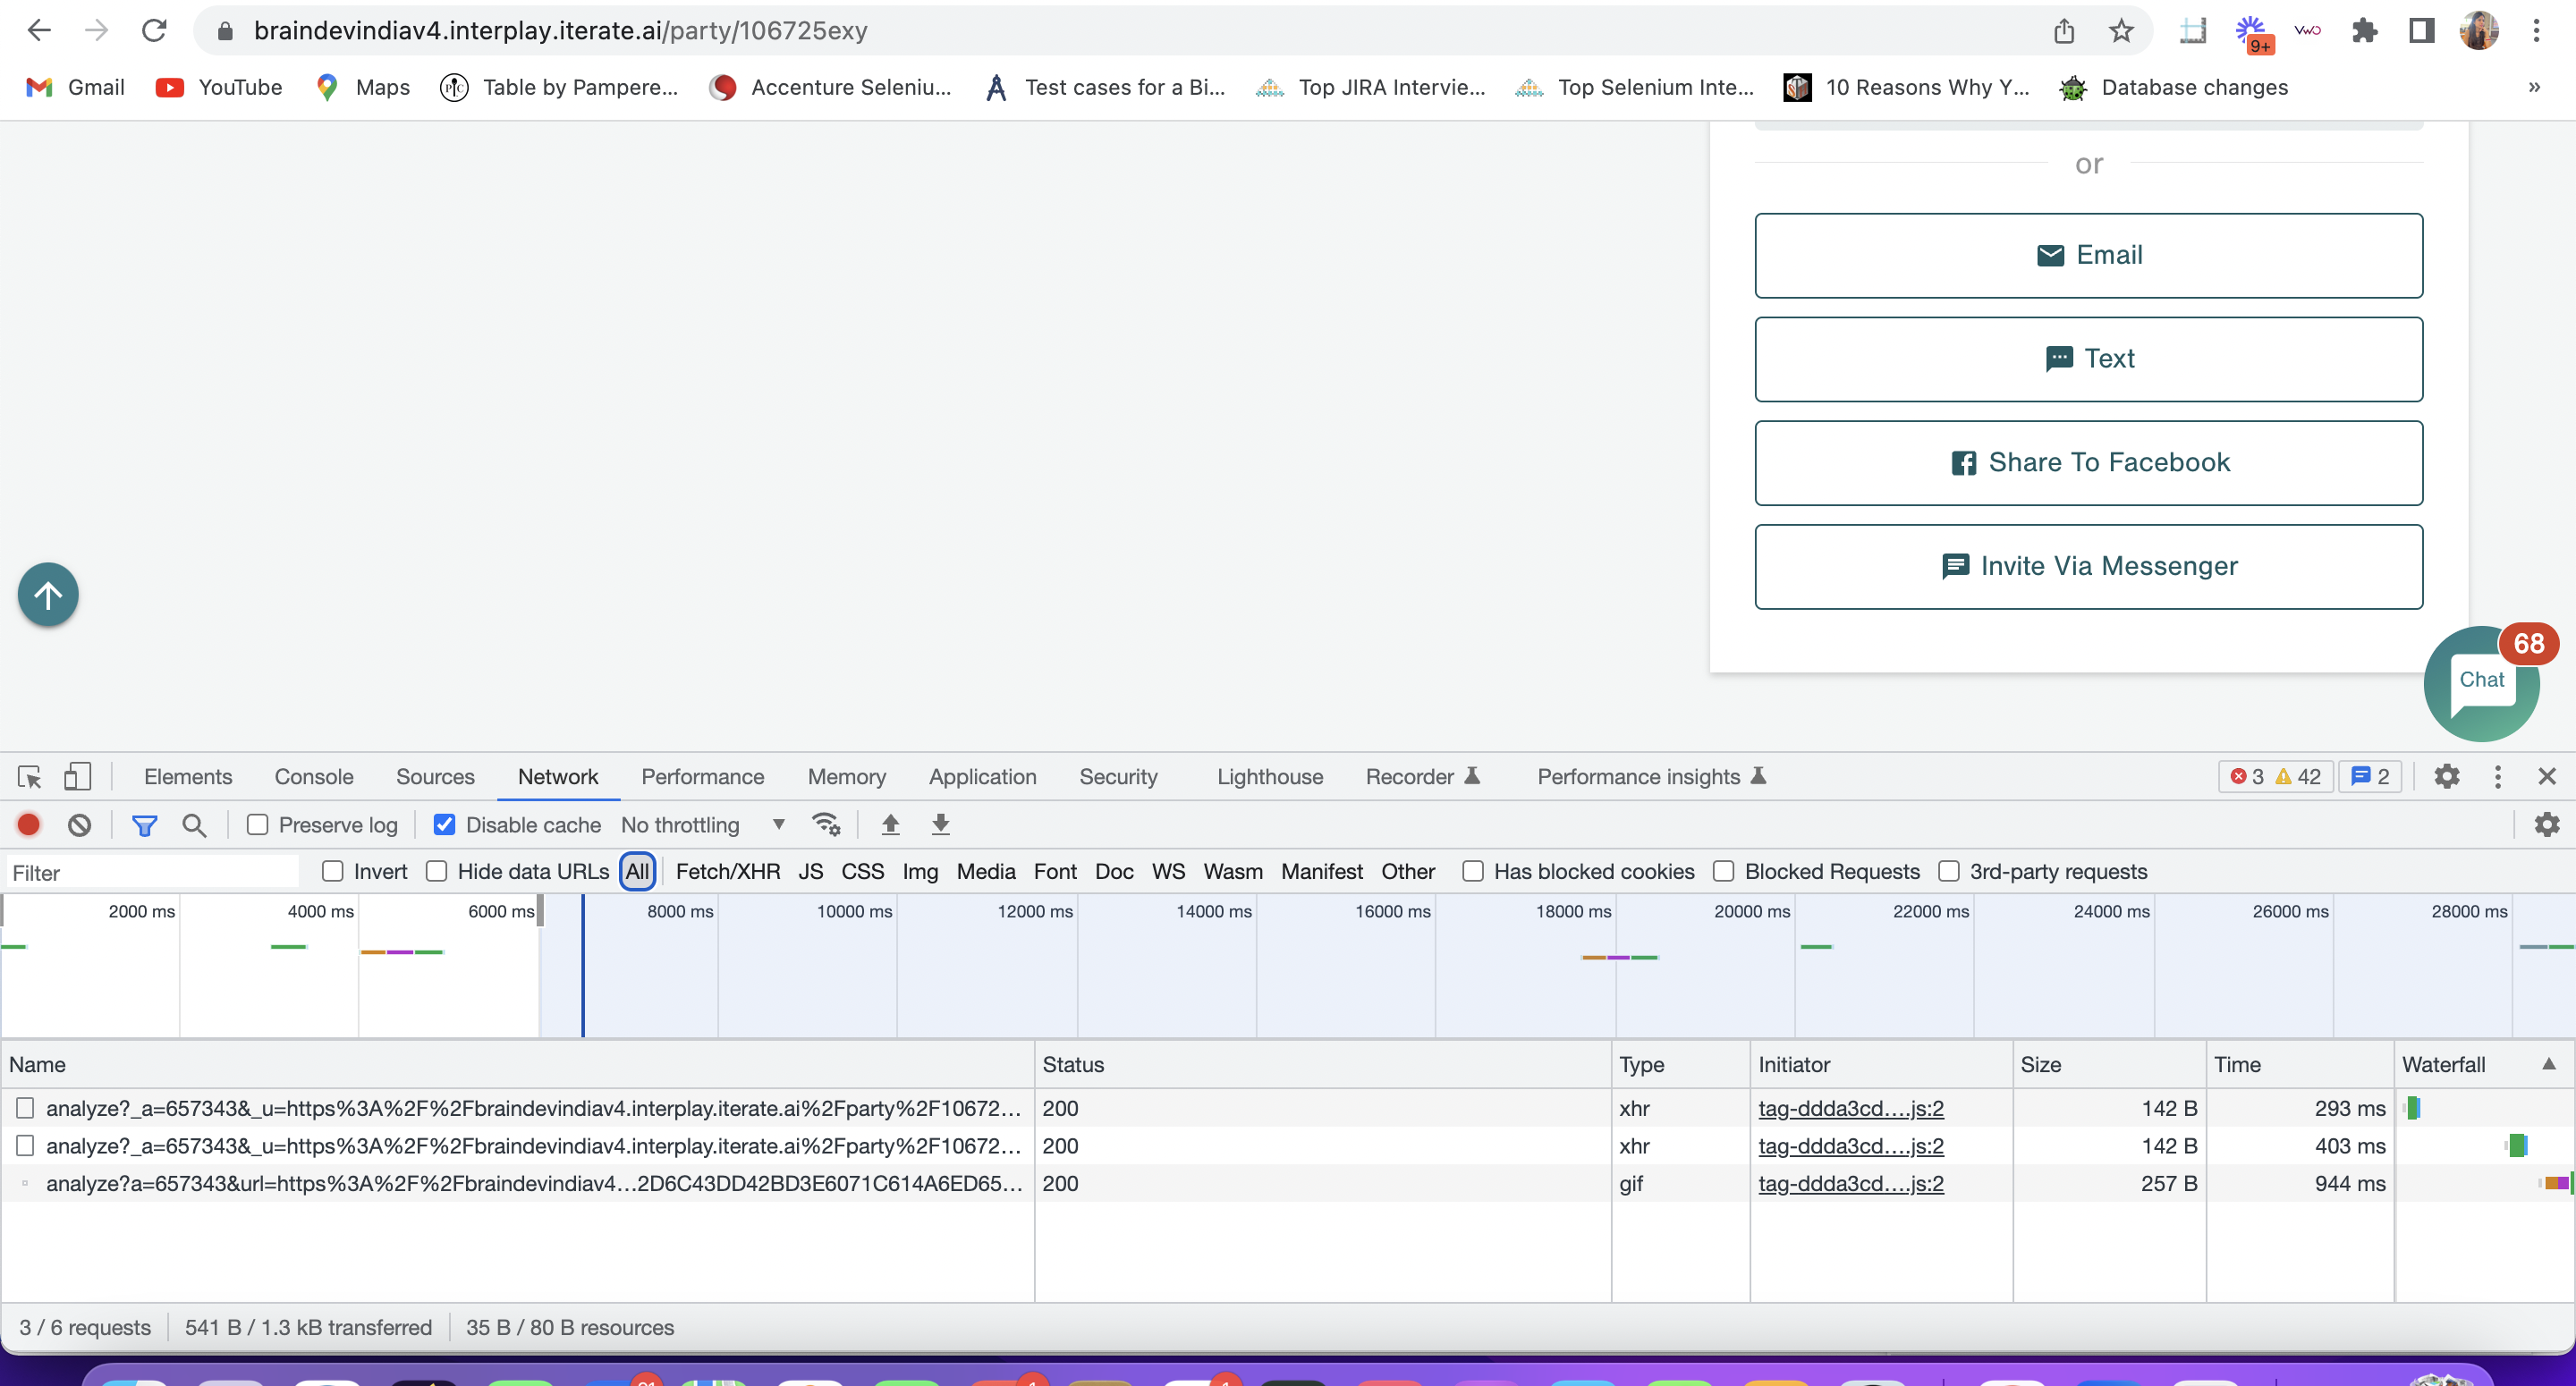 braindevindiav4.interplay.iterate.ai/party/106725exy
9+
VWO
Gmail YouTube Maps Table by Pampere... Accenture Seleniu... Test cases for a Bi... Top JIRA Intervie... Top Selenium Inte... 10 Reasons Why Y... Database changes »
or
Email
Text
Share To Facebook
Invite Via Messenger
68
Chat
Elements Console Sources Network Performance Memory Application Security Lighthouse Recorder Performance insights 3 42 2
Preserve log Disable cache No throttling
Filter Invert Hide data URLs All Fetch/XHR JS CSS Img Media Font Doc WS Wasm Manifest Other Has blocked cookies Blocked Requests 3rd-party requests
2000 ms 4000 ms 6000 ms 8000 ms 10000 ms 12000 ms 14000 ms 16000 ms 18000 ms 20000 ms 22000 ms 24000 ms 26000 ms 28000 ms
Name Status Type Initiator Size Time Waterfall
analyze?_a=657343&_u=https%3A%2F%2Fbraindevindiav4.interplay.iterate.ai%2Fparty%2F10672... 200 xhr tag-ddda3cd....js:2 142 B 293 ms
analyze?_a=657343&_u=https%3A%2F%2Fbraindevindiav4.interplay.iterate.ai%2Fparty%2F10672... 200 xhr tag-ddda3cd....js:2 142 B 403 ms
analyze?a=657343&url=https%3A%2F%2Fbraindevindiav4...2D6C43DD42BD3E6071C614A6ED65... 200 gif tag-ddda3cd....js:2 257 B 944 ms
3 / 6 requests 541 B / 1.3 kB transferred 35 B / 80 B resources